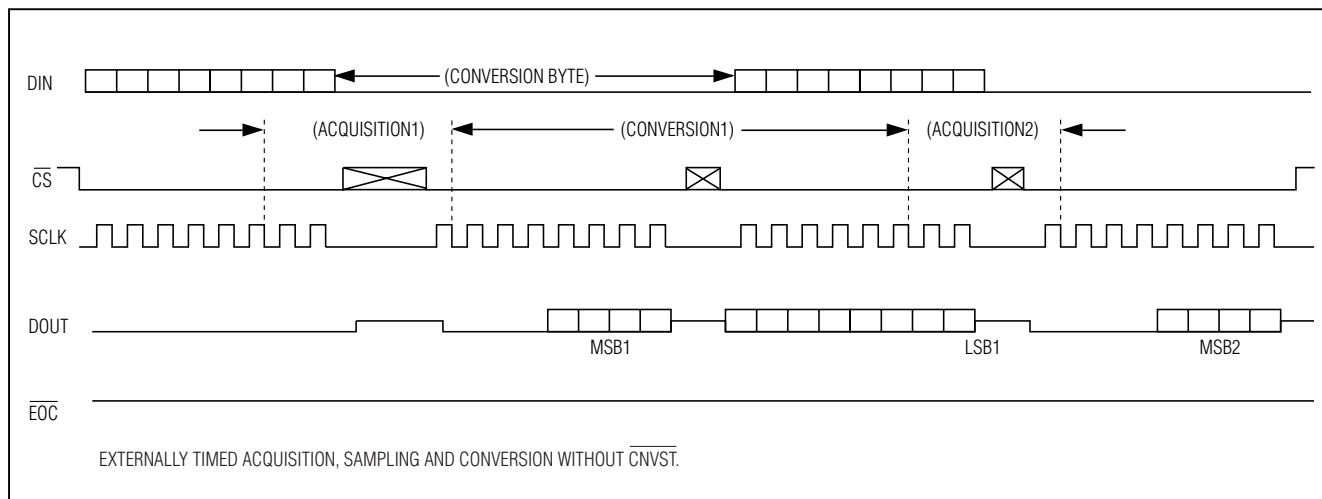 DIN
(CONVERSION BYTE)
(ACQUISITION1)
(CONVERSION1)
(ACQUISITION2)
CS
SCLK
DOUT
MSB1
LSB1
MSB2
EOC
EXTERNALLY TIMED ACQUISITION, SAMPLING AND CONVERSION WITHOUT CNVST.